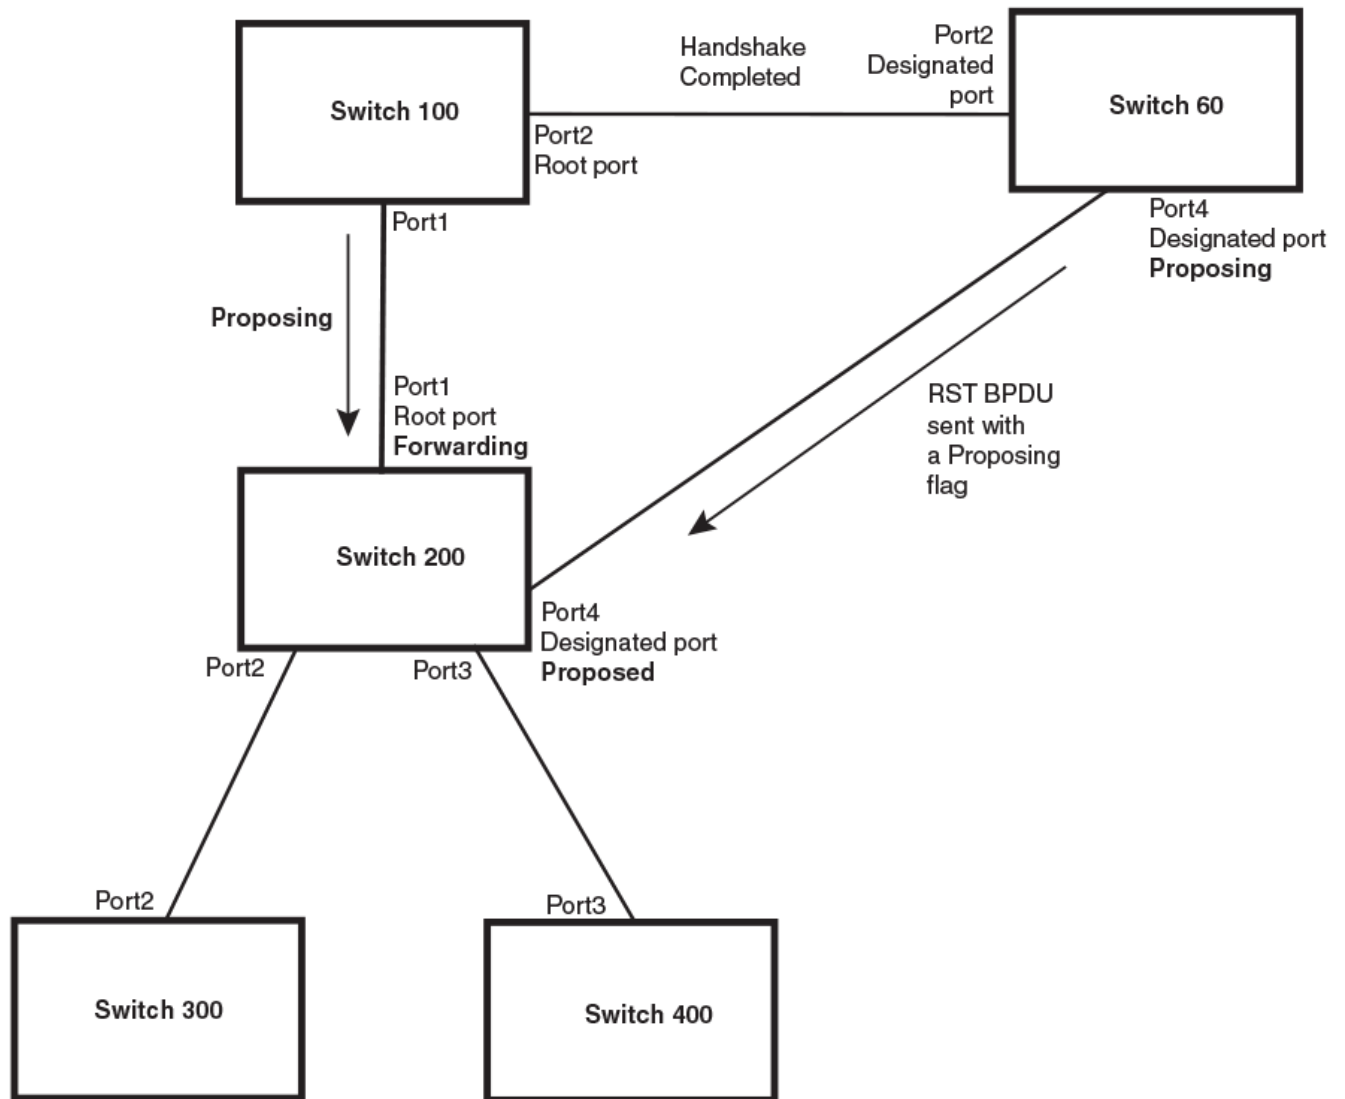 Handshake
Completed
Port2
Designated
port
Switch 100
Switch 60
Port2
Root port
Port1
Port4
Designated port
Proposing
Proposing
Port1
Root port
Forwarding
RST BPDU
sent with
a Proposing
flag
Switch 200
Port4
Designated port
Proposed
Port2
Port3
Port2
Port3
Switch 300
Switch 400